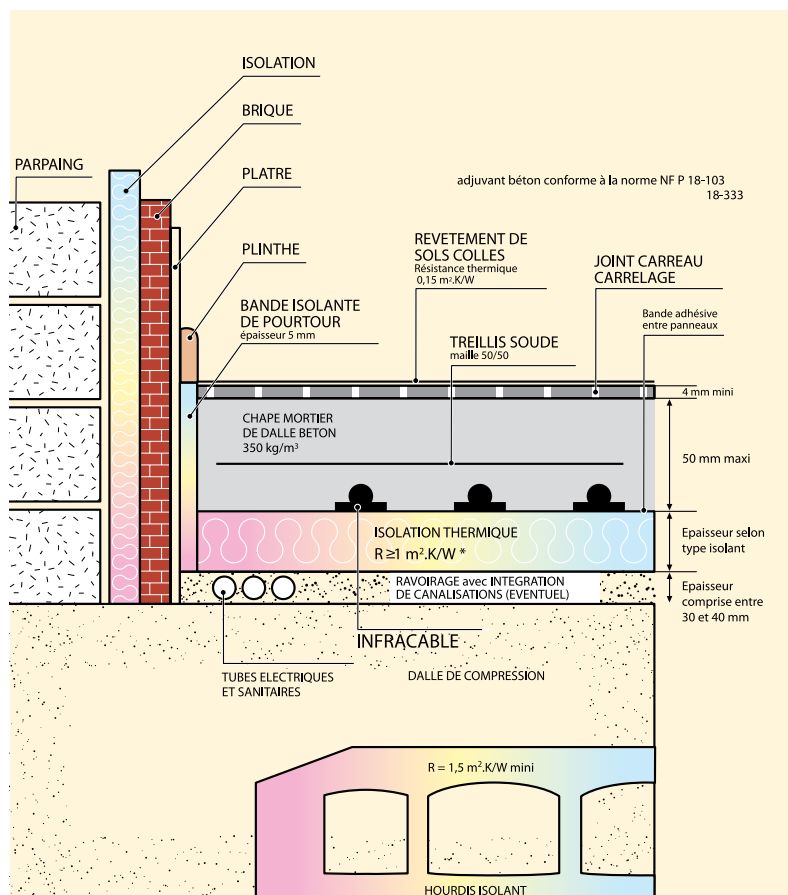 ISOLATION
BRIQUE
PARPAING
PLATRE
adjuvant béton conforme à la norme NF P 18-103
18-333
PLINTHE
REVETEMENT DE
SOLS COLLES
Résistance thermique
0,15 m².K/W
JOINT CARREAU
CARRELAGE
BANDE ISOLANTE
DE POURTOUR
épaisseur 5 mm
Bande adhésive
entre panneaux
TREILLIS SOUDE
maille 50/50
4 mm mini
CHAPE MORTIER
DE DALLE BETON
350 kg/m³
50 mm maxi
ISOLATION THERMIQUE
R ≥1 m².K/W *
Epaisseur selon
type isolant
RAVOIRAGE avec INTEGRATION
DE CANALISATIONS (EVENTUEL)
Epaisseur
comprise entre
30 et 40 mm
INFRACABLE
TUBES ELECTRIQUES
ET SANITAIRES
DALLE DE COMPRESSION
R = 1,5 m².K/W mini
HOURDIS ISOLANT